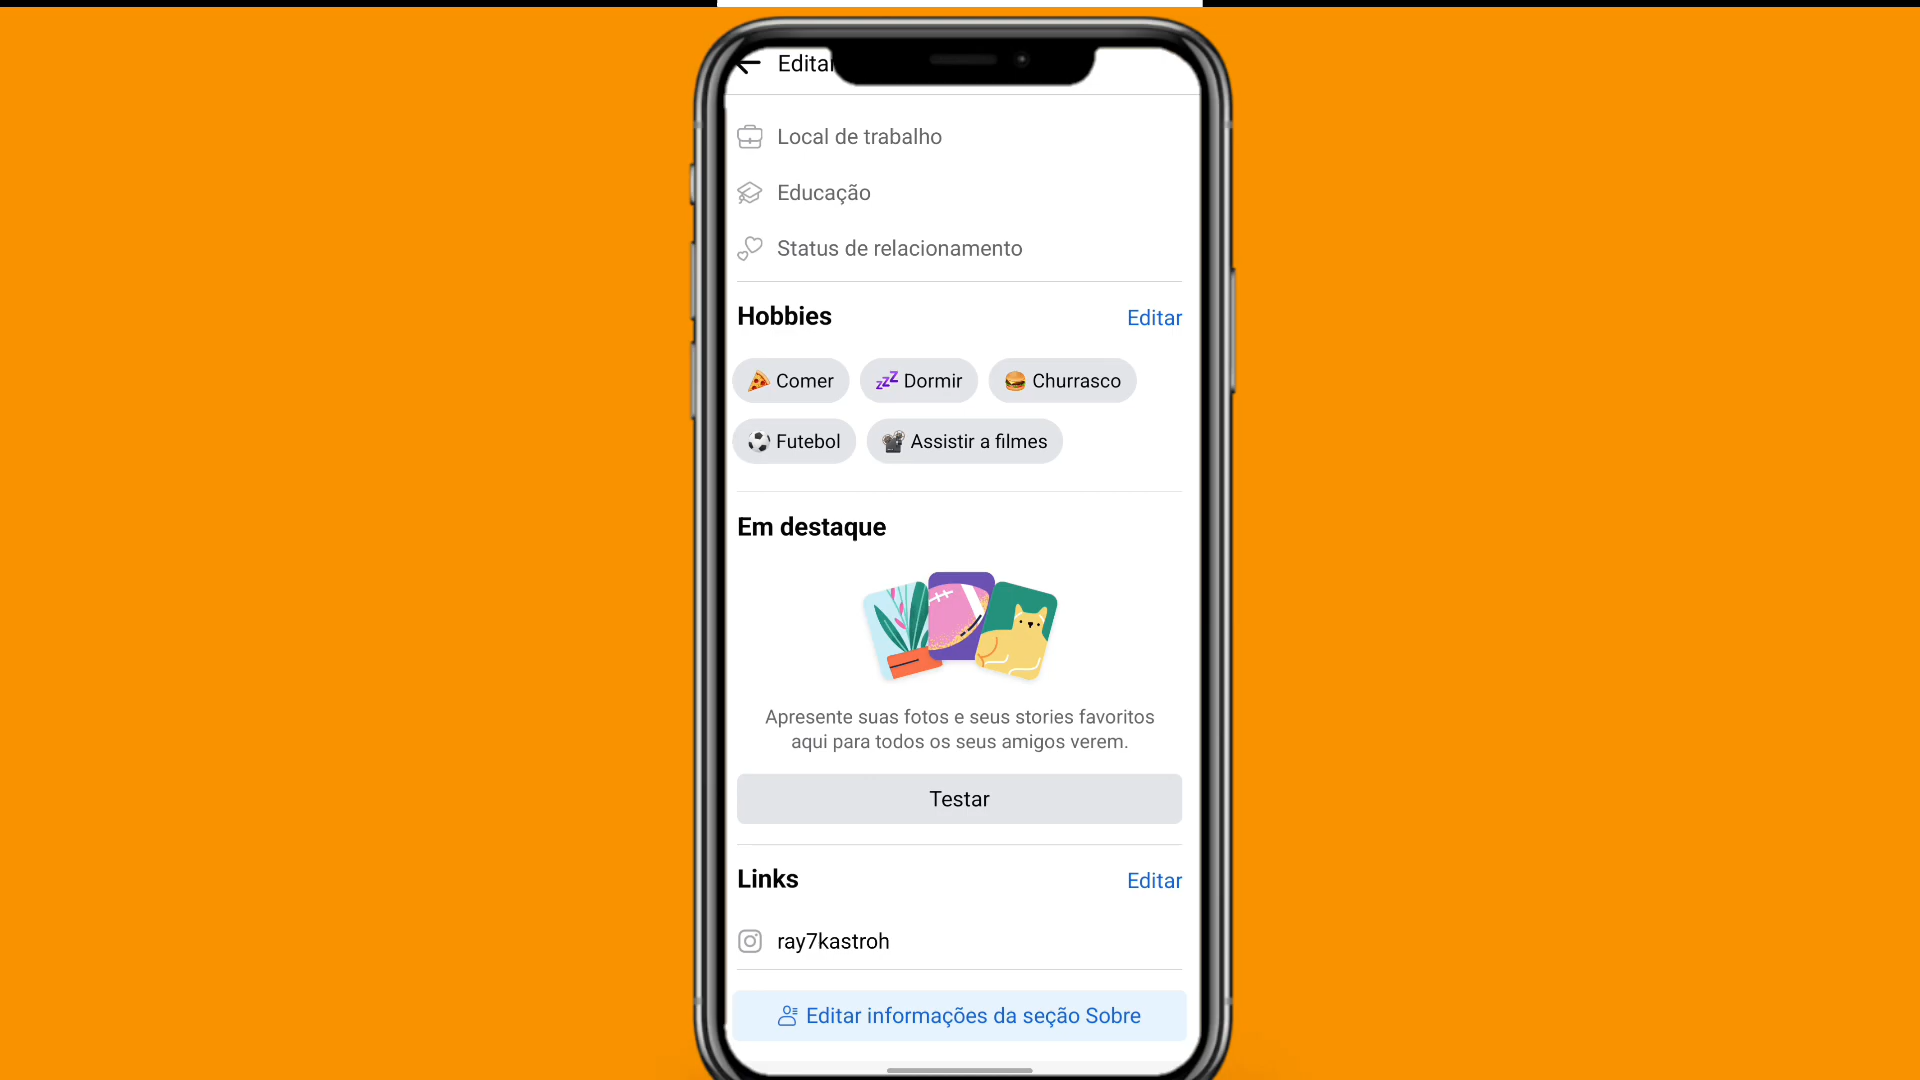 Editar
Local de trabalho
Educação
Status de relacionamento
Hobbies
Editar
Comer
Dormir
Churrasco
Futebol
Assistir a filmes
Em destaque
Apresente suas fotos e seus stories favoritos
aqui para todos os seus amigos verem.
Testar
Links
Editar
ray7kastroh
Editar informações da seção Sobre